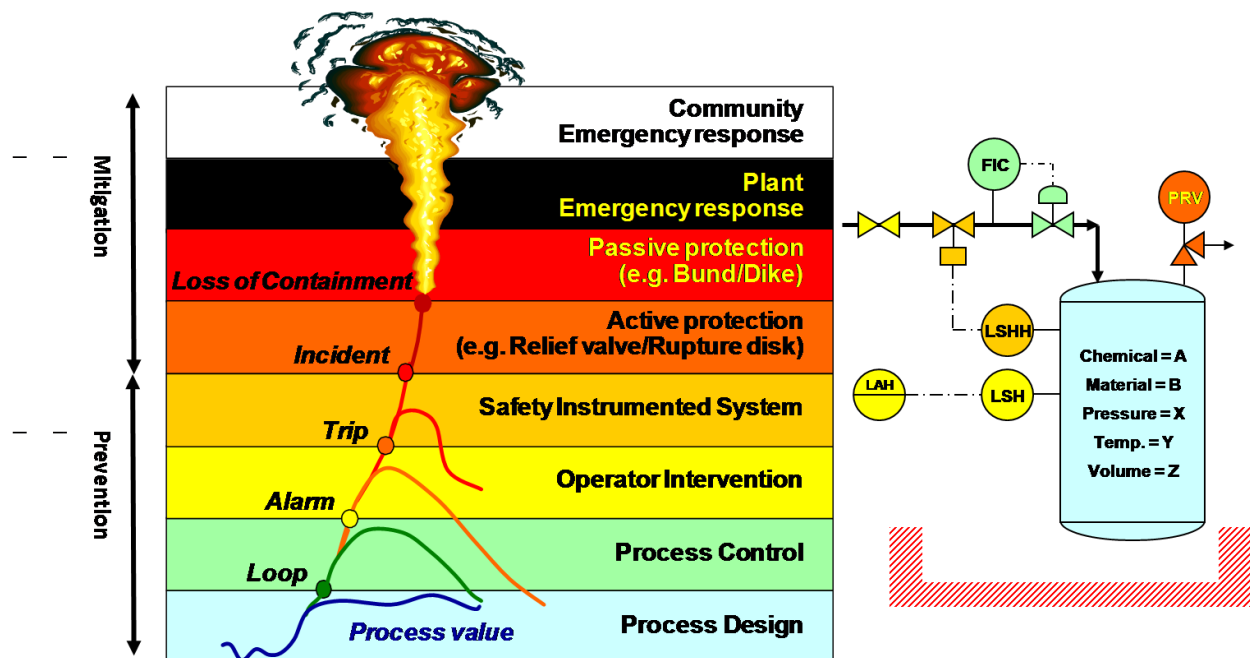 Mitigation
Prevention
Community
Emergency response
Plant
Emergency response
Passive protection
(e.g. Bund/Dike)
Loss of Containment
Active protection
(e.g. Relief valve/Rupture disk)
Incident
Safety Instrumented System
Trip
Operator Intervention
Alarm
Process Control
Loop
Process value
Process Design
FIC
PRV
LSHH
LAH
LSH
Chemical = A
Material = B
Pressure = X
Temp. = Y
Volume = Z